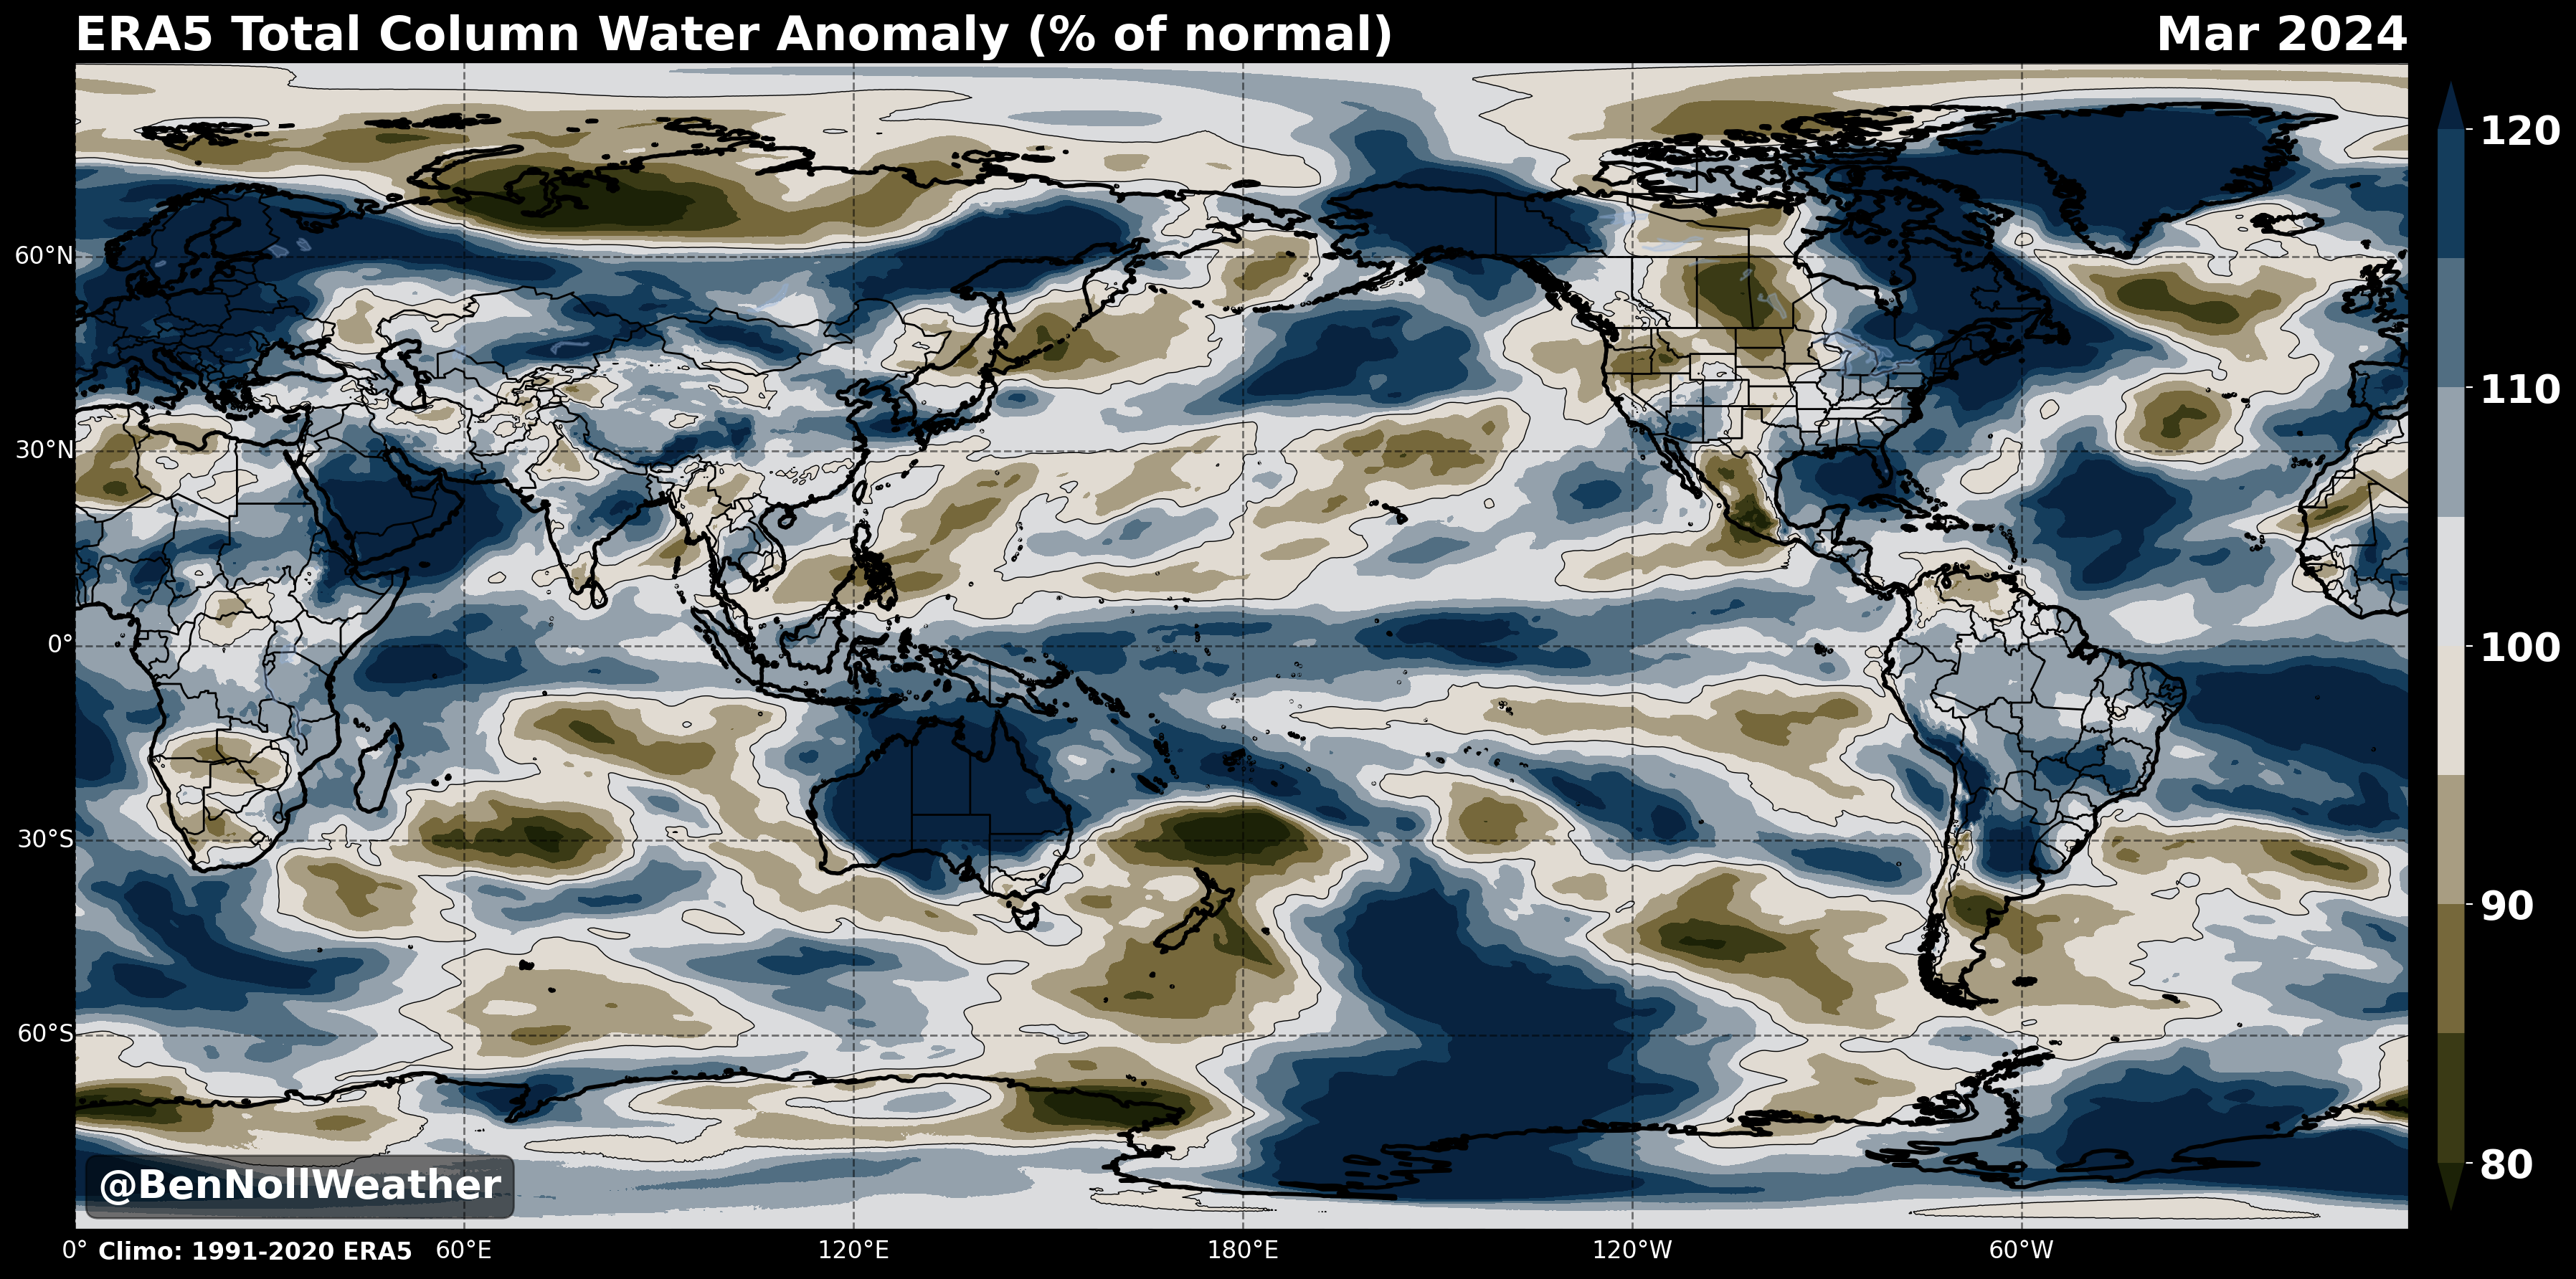 ERA5 Total Column Water Anomaly (% of normal) Mar 2024
120
60°N
110
30°N
0° 100
30°S
90
60°S
80
@BenNollWeather
0° Climo: 1991-2020 ERA5 60°E 120°E 180°E 120°W 60°W